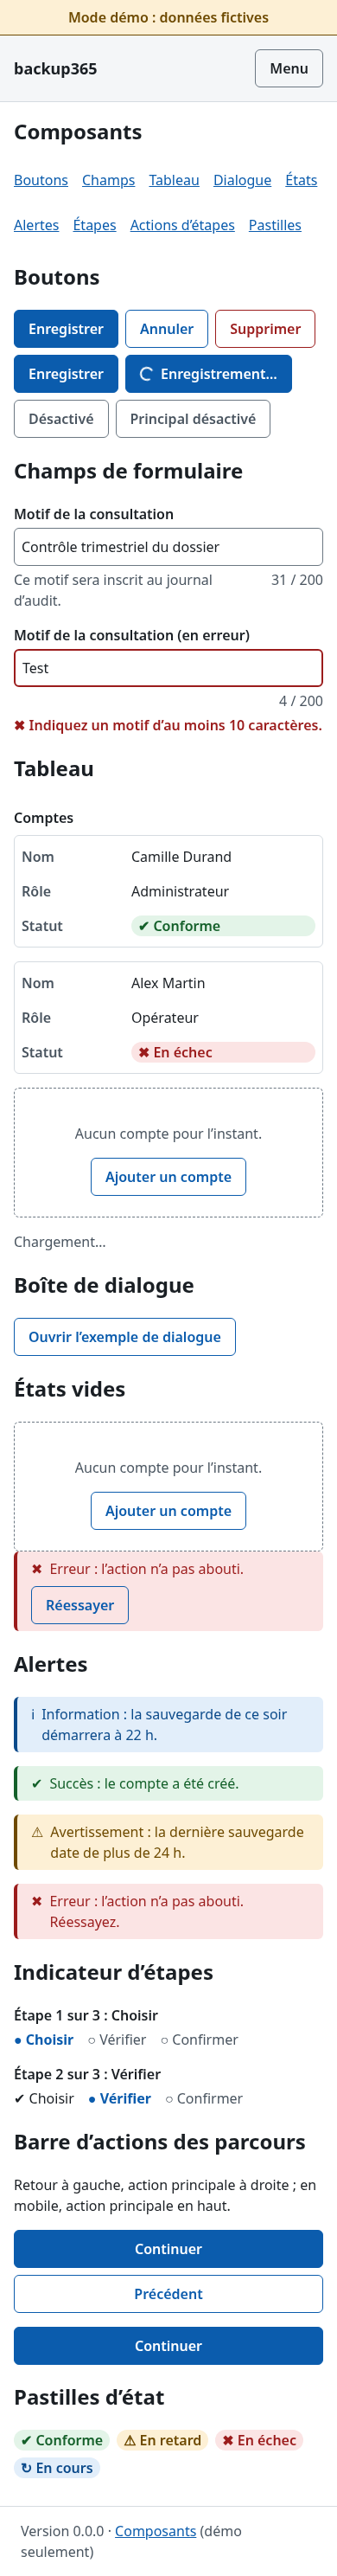 Mode démo : données fictives
backup365
Menu
Composants
Boutons Champs Tableau Dialogue États
Alertes Étapes Actions d’étapes Pastilles
Boutons
Enregistrer Annuler Supprimer
Enregistrer Enregistrement…
Désactivé Principal désactivé
Champs de formulaire
Motif de la consultation
Contrôle trimestriel du dossier
Ce motif sera inscrit au journal 31 / 200
d’audit.
Motif de la consultation (en erreur)
Test
4 / 200
✖ Indiquez un motif d’au moins 10 caractères.
Tableau
Comptes
Nom Camille Durand
Rôle Administrateur
Statut ✔ Conforme
Nom Alex Martin
Rôle Opérateur
Statut ✖ En échec
Aucun compte pour l’instant.
Ajouter un compte
Chargement…
Boîte de dialogue
Ouvrir l’exemple de dialogue
États vides
Aucun compte pour l’instant.
Ajouter un compte
✖ Erreur : l’action n’a pas abouti.
Réessayer
Alertes
i Information : la sauvegarde de ce soir
démarrera à 22 h.
✔ Succès : le compte a été créé.
⚠ Avertissement : la dernière sauvegarde
date de plus de 24 h.
✖ Erreur : l’action n’a pas abouti.
Réessayez.
Indicateur d’étapes
Étape 1 sur 3 : Choisir
● Choisir ○ Vérifier ○ Confirmer
Étape 2 sur 3 : Vérifier
✔ Choisir ● Vérifier ○ Confirmer
Barre d’actions des parcours
Retour à gauche, action principale à droite ; en
mobile, action principale en haut.
Continuer
Précédent
Continuer
Pastilles d’état
✔ Conforme ⚠ En retard ✖ En échec
↻ En cours
Version 0.0.0 · Composants (démo
seulement)